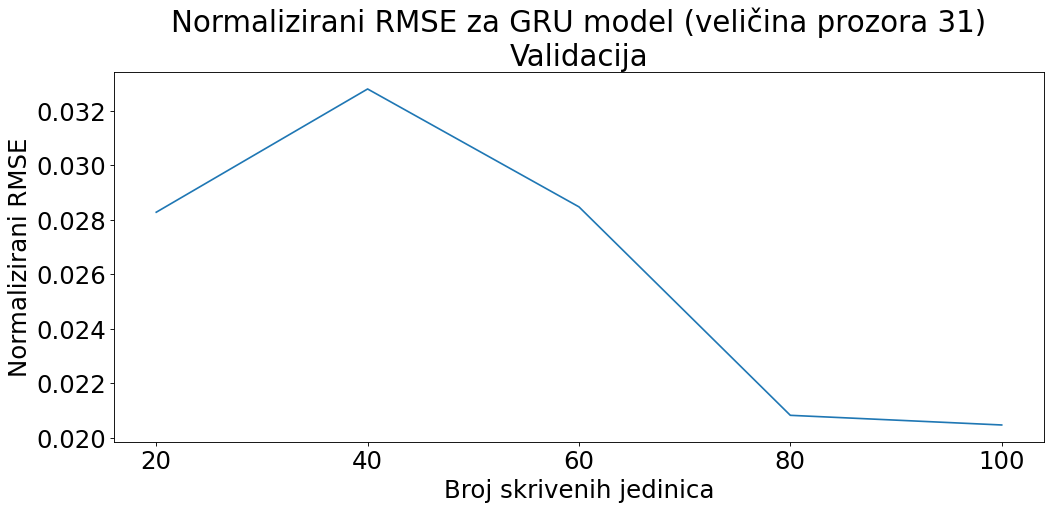 Normalizirani RMSE za GRU model (veličina prozora 31)
Validacija
Normalizirani RMSE
0.032
0.030
0.028
0.026
0.024
0.022
0.020
20 40 60 80 100
Broj skrivenih jedinica